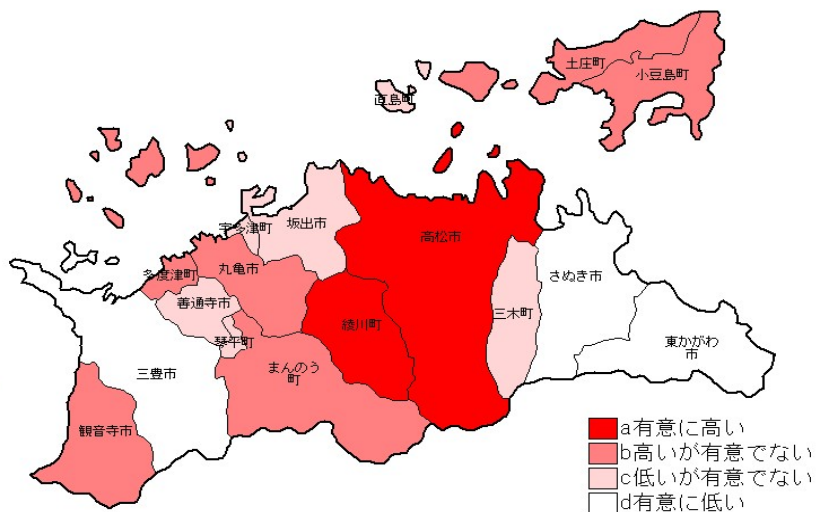 土庄町
小豆島町
直島町
宇多津町
坂出市
高松市
多度津町
丸亀市
さぬき市
善通寺市
三木町
綾川町
琴平町
東かがわ
市
三豊市
まんのう
町
観音寺市
a有意に高い
b高いが有意でない
c低いが有意でない
d有意に低い